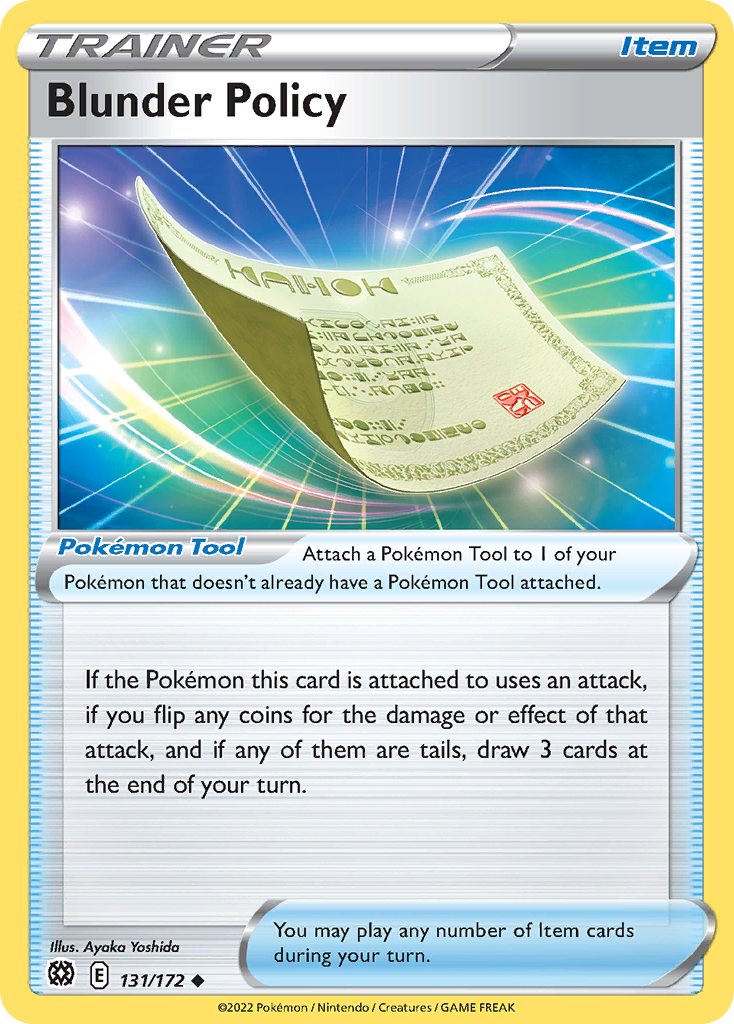 TRAINER
Item
Blunder Policy
Pokémon Tool
Attach a Pokémon Tool to 1 of your
Pokémon that doesn't already have a Pokémon Tool attached.
If the Pokémon this card is attached to uses an attack,
if you flip any coins for the damage or effect of that
attack, and if any of them are tails, draw 3 cards at
the end of your turn.
You may play any number of Item cards
during your turn.
Illus. Ayaka Yoshida
E 131/172 ◆
©2022 Pokémon / Nintendo / Creatures / GAME FREAK